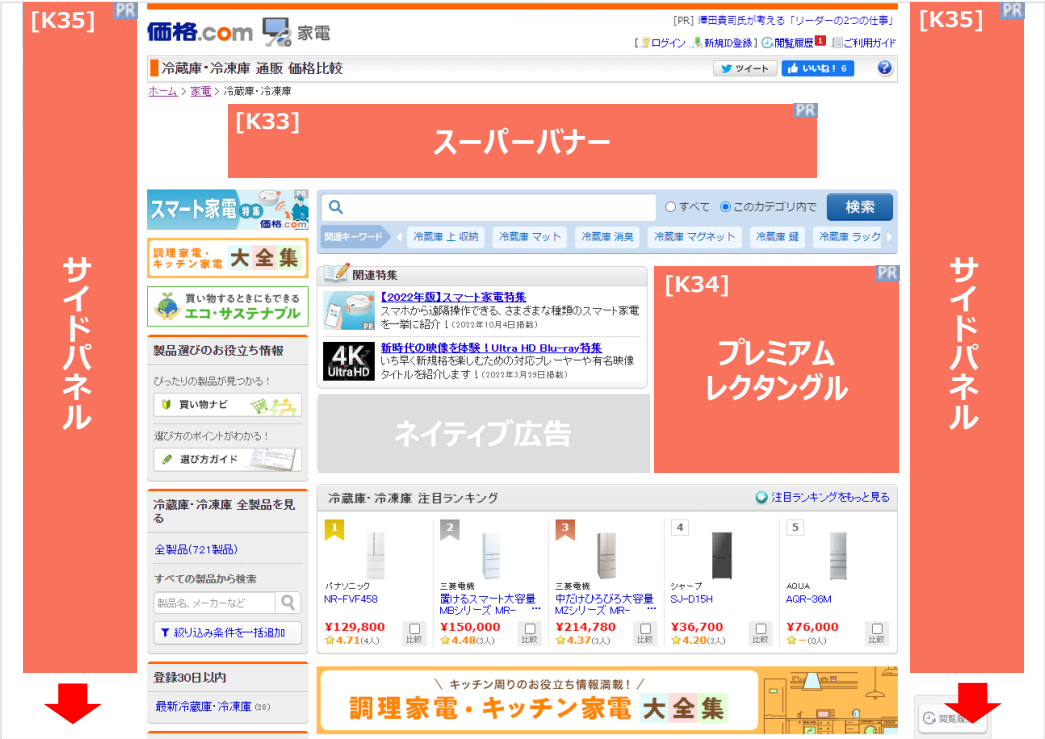 [K35]
PR
サイドパネル
価格.com 家電
[PR] 澤田貴司氏が考える「リーダーの2つの仕事」
[ ログイン 新規ID登録 ] 閲覧履歴 1 ご利用ガイド
冷蔵庫・冷凍庫 通販 価格比較
ツイート
いいね! 6
?
ホーム > 家電 > 冷蔵庫・冷凍庫
[K33]
PR
スーパーバナー
スマート家電 特集
PR
価格.com
調理家電・
キッチン家電 大全集
買い物するときにもできる
エコ・サステナブル
製品選びのお役立ち情報
ぴったりの製品が見つかる!
買い物ナビ
選び方のポイントがわかる!
選び方ガイド
冷蔵庫・冷凍庫 全製品を見
る
全製品(721製品)
すべての製品から検索
製品名、メーカーなど
▼ 絞り込み条件を一括追加
登録30日以内
最新冷蔵庫・冷凍庫 (28)
すべて このカテゴリ内で 検索
関連キーワード
冷蔵庫 上 収納 冷蔵庫 マット 冷蔵庫 消臭 冷蔵庫 マグネット 冷蔵庫 鍵 冷蔵庫 ラック
関連特集
【2022年版】スマート家電特集
スマホから遠隔操作できる、さまざまな種類のスマート家電
を一挙に紹介!(2022年10月4日掲載)
PR
4K
UltraHD
新時代の映像を体験!Ultra HD Blu-ray特集
いち早く新規格を楽しむための対応プレーヤーや有名映像
タイトルを紹介します!(2022年3月29日掲載)
ネイティブ広告
[K34]
PR
プレミアム
レクタングル
冷蔵庫・冷凍庫 注目ランキング
注目ランキングをもっと見る
1
パナソニック
NR-FVF45S
¥129,800
4.71(4人)
比較
2
三菱電機
置けるスマート大容量
MBシリーズ MR- …
¥150,000
4.48(3人)
比較
3
三菱電機
中だけひろびろ大容量
MZシリーズ MR- …
¥214,780
4.37(3人)
比較
4
シャープ
SJ-D15H
¥36,700
4.20(3人)
比較
5
AQUA
AQR-36M
¥76,000
－(0人)
比較
\ キッチン周りのお役立ち情報満載! /
調理家電・キッチン家電 大全集
[K35]
PR
サイドパネル